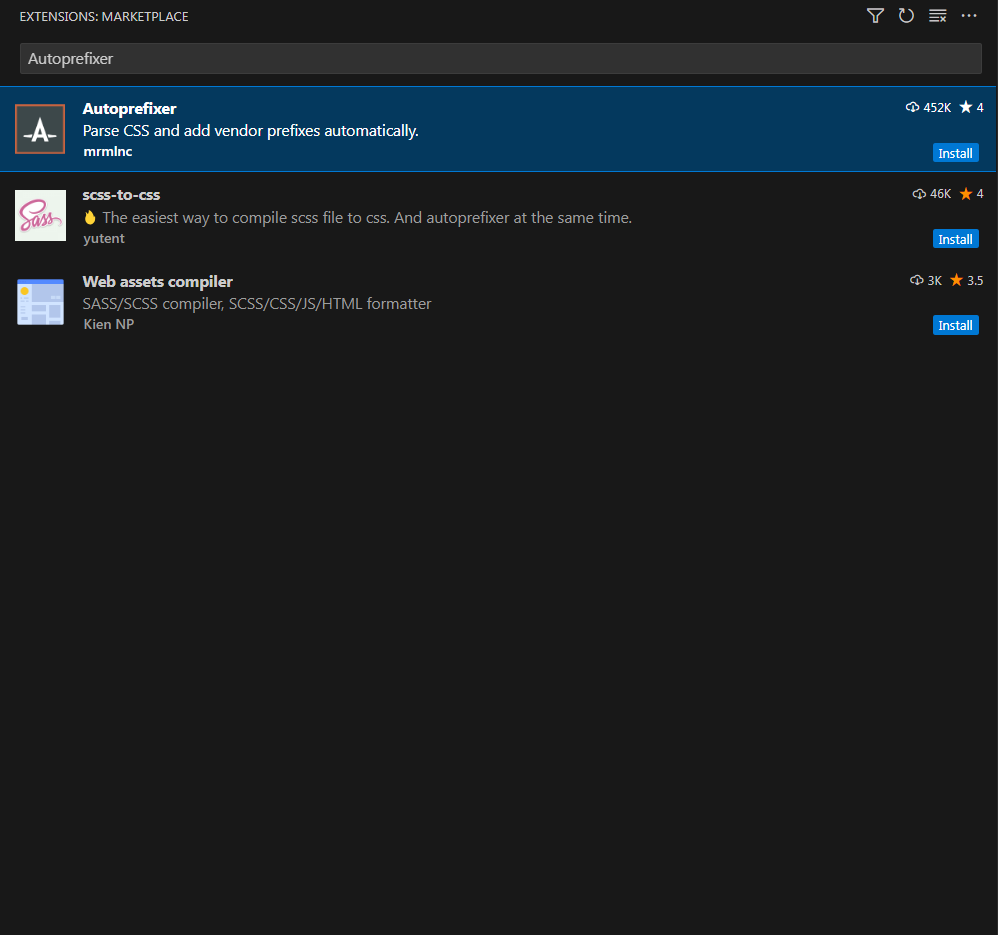 EXTENSIONS: MARKETPLACE
Autoprefixer
Autoprefixer 452K 4
Parse CSS and add vendor prefixes automatically.
mrmlnc Install
scss-to-css 46K 4
🔥 The easiest way to compile scss file to css. And autoprefixer at the same time.
yutent Install
Sass
Web assets compiler 3K 3.5
SASS/SCSS compiler, SCSS/CSS/JS/HTML formatter
Kien NP Install